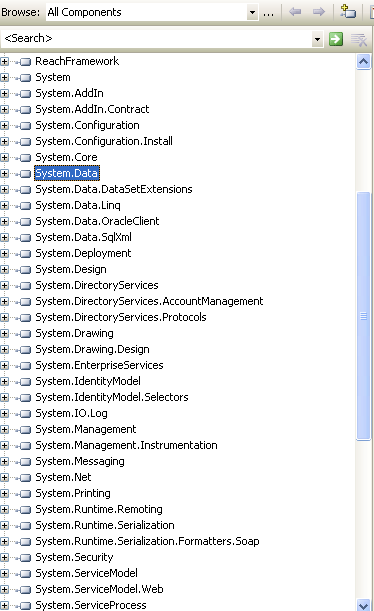 Browse: All Components ...
<Search>
ReachFramework
System
System.AddIn
System.AddIn.Contract
System.Configuration
System.Configuration.Install
System.Core
System.Data
System.Data.DataSetExtensions
System.Data.Linq
System.Data.OracleClient
System.Data.SqlXml
System.Deployment
System.Design
System.DirectoryServices
System.DirectoryServices.AccountManagement
System.DirectoryServices.Protocols
System.Drawing
System.Drawing.Design
System.EnterpriseServices
System.IdentityModel
System.IdentityModel.Selectors
System.IO.Log
System.Management
System.Management.Instrumentation
System.Messaging
System.Net
System.Printing
System.Runtime.Remoting
System.Runtime.Serialization
System.Runtime.Serialization.Formatters.Soap
System.Security
System.ServiceModel
System.ServiceModel.Web
System.ServiceProcess